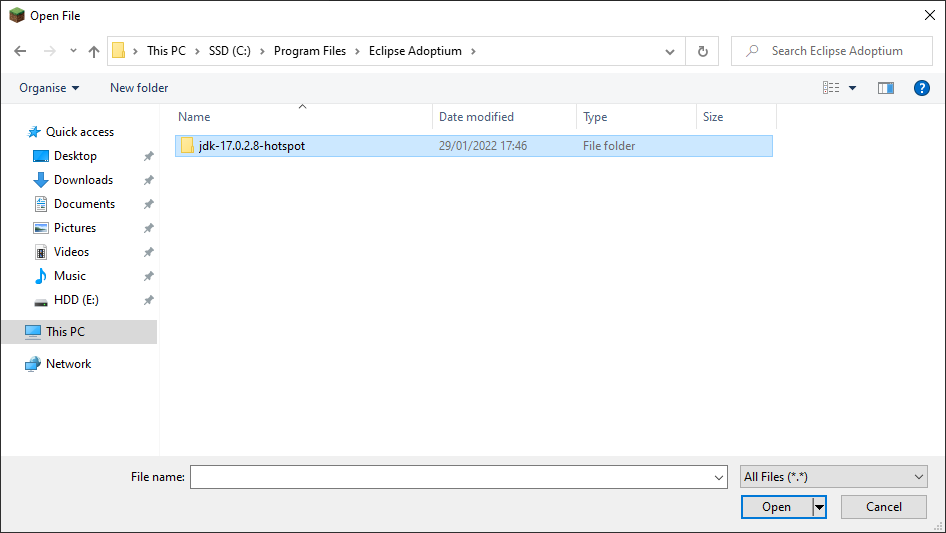 Open File
This PC > SSD (C:) > Program Files > Eclipse Adoptium >
Search Eclipse Adoptium
Organise
New folder
?
Name Date modified Type Size
jdk-17.0.2.8-hotspot 29/01/2022 17:46 File folder
Quick access
Desktop
Downloads
Documents
Pictures
Videos
Music
HDD (E:)
This PC
Network
File name:
All Files (*.*)
Open
Cancel